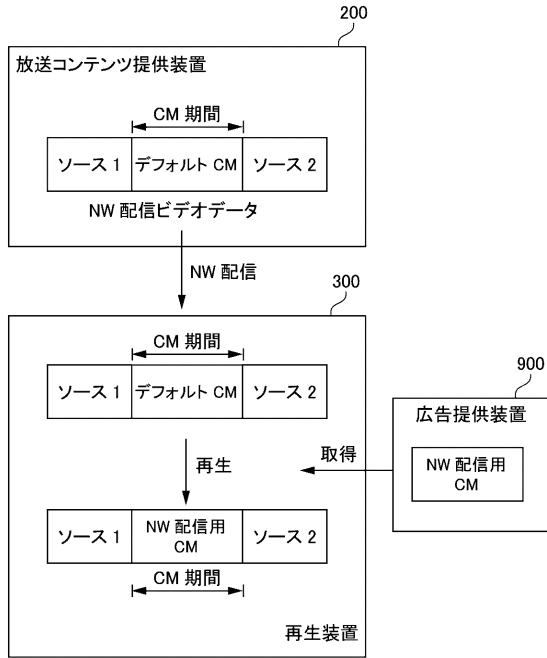 200
放送コンテンツ提供装置
CM 期間
ソース 1
デフォルト CM
ソース 2
NW 配信ビデオデータ
NW 配信
300
CM 期間
ソース 1
デフォルト CM
ソース 2
900
広告提供装置
NW 配信用
CM
取得
再生
ソース 1
NW 配信用
CM
ソース 2
CM 期間
再生装置